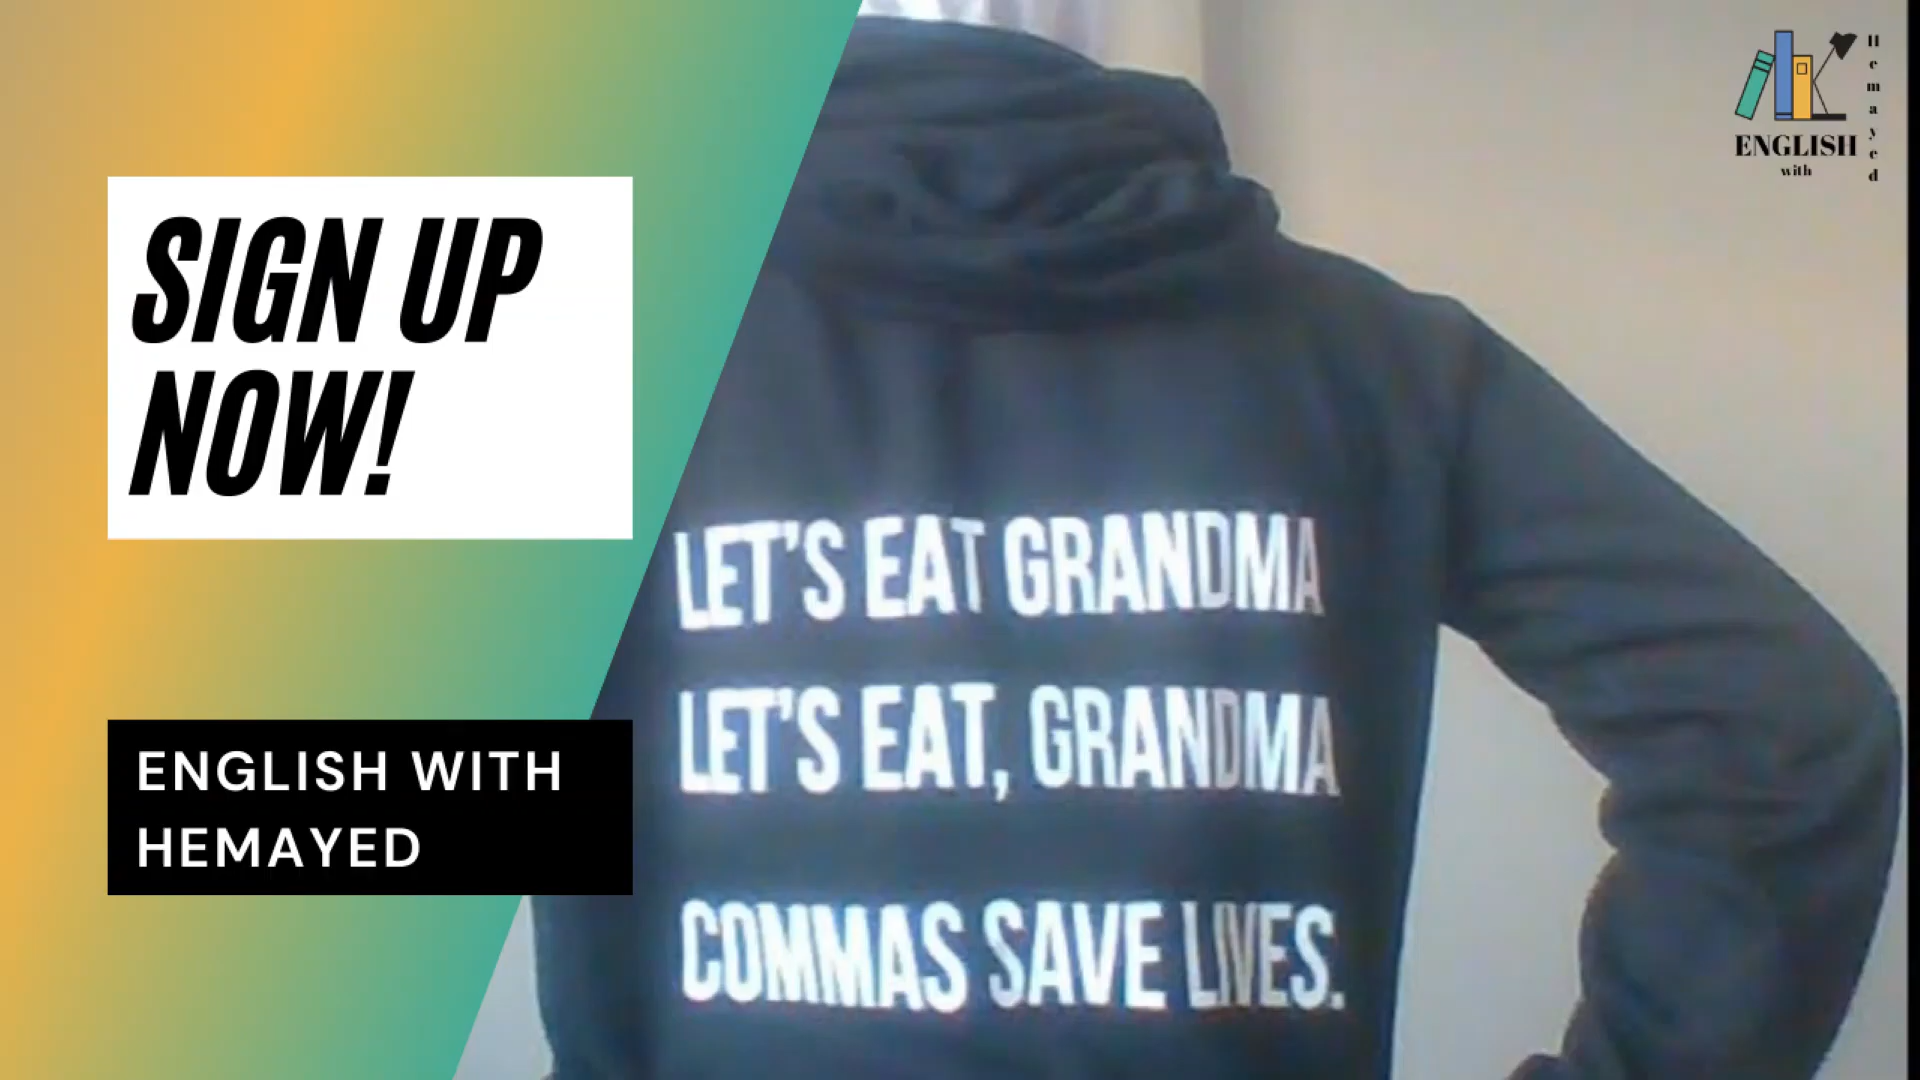 SIGN UP
NOW!
ENGLISH WITH
HEMAYED
LET'S EAT GRANDMA
LET'S EAT, GRANDMA
COMMAS SAVE LIVES.
ENGLISH
with
Hemayed